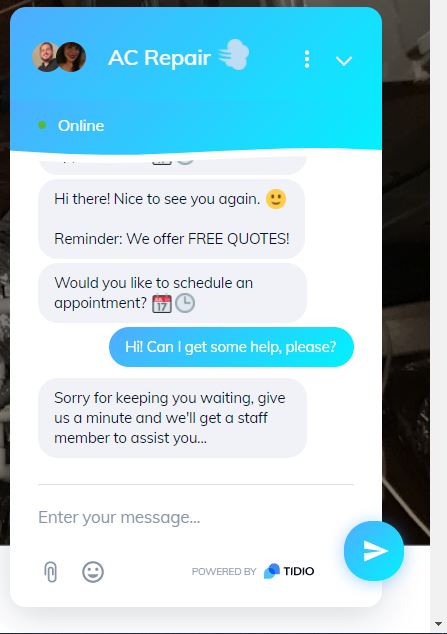 AC Repair
Online
Hi there! Nice to see you again. 🙂
Reminder: We offer FREE QUOTES!
Would you like to schedule an
appointment? 📅🕒
Hi! Can I get some help, please?
Sorry for keeping you waiting, give
us a minute and we'll get a staff
member to assist you...
Enter your message...
POWERED BY TIDIO